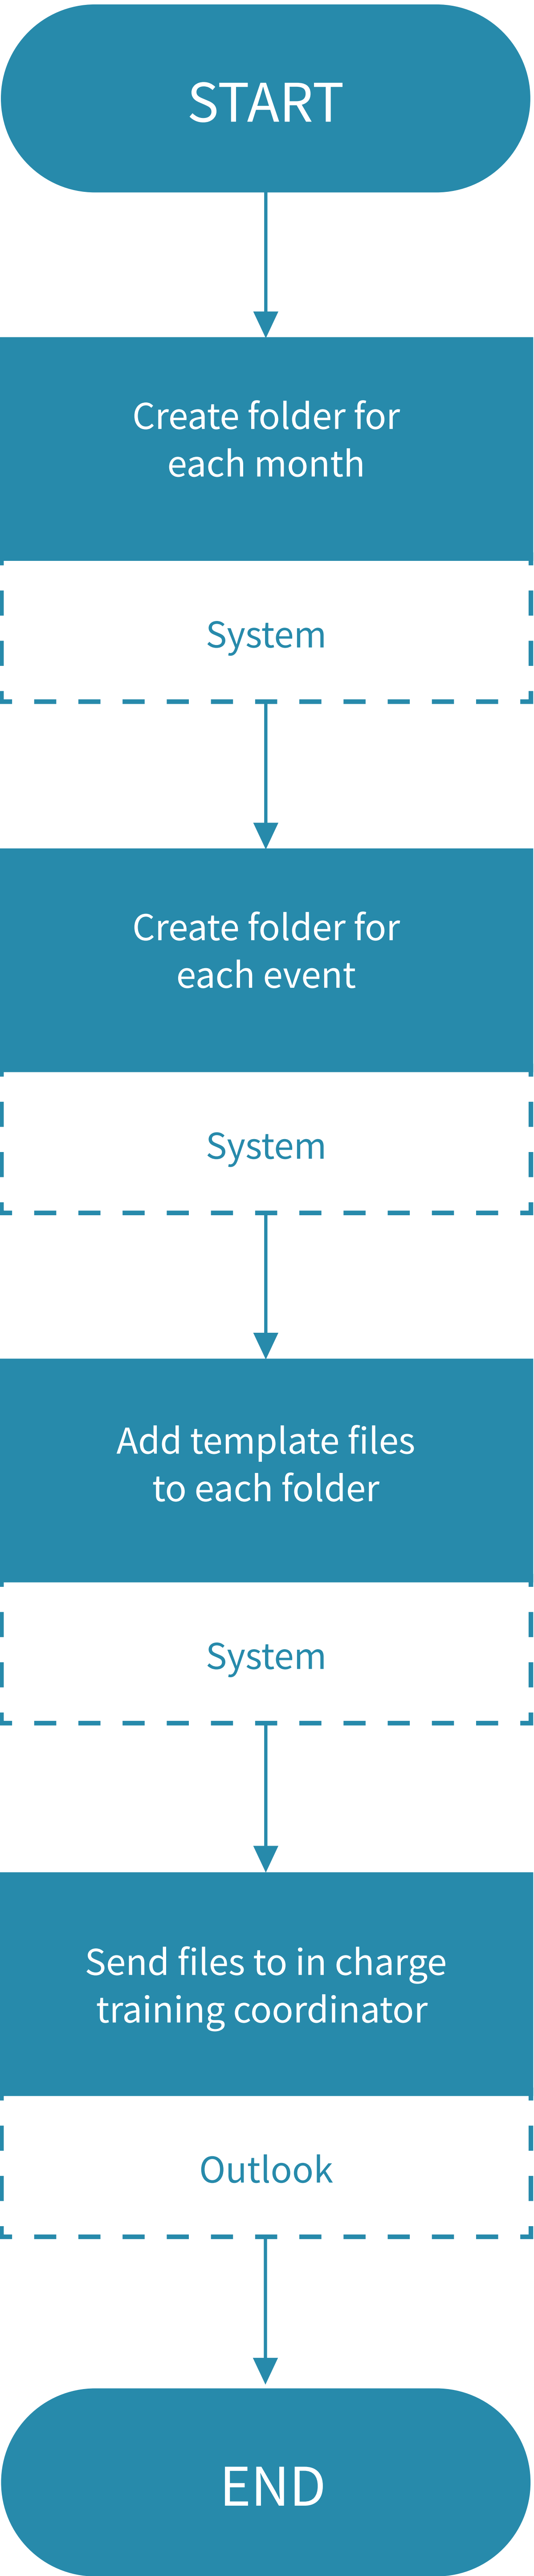 START
Create folder for
each month
System
Create folder for
each event
System
Add template files
to each folder
System
Send files to in charge
training coordinator
Outlook
END